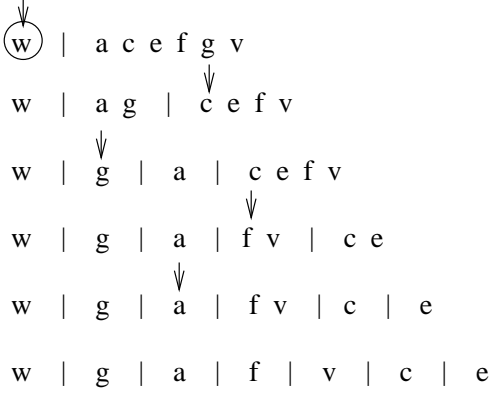 w | a c e f g v
w | a g | c e f v
w | g | a | c e f v
w | g | a | f v | c e
w | g | a | f v | c | e
w | g | a | f | v | c | e